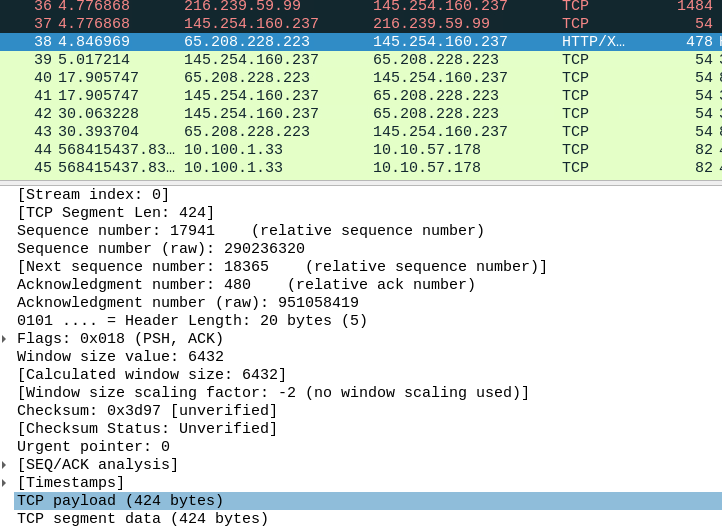 36 4.776868 216.239.59.99 145.254.160.237 TCP 1484
37 4.776868 145.254.160.237 216.239.59.99 TCP 54
38 4.846969 65.208.228.223 145.254.160.237 HTTP/X… 478
39 5.017214 145.254.160.237 65.208.228.223 TCP 54
40 17.905747 65.208.228.223 145.254.160.237 TCP 54
41 17.905747 145.254.160.237 65.208.228.223 TCP 54
42 30.063228 145.254.160.237 65.208.228.223 TCP 54
43 30.393704 65.208.228.223 145.254.160.237 TCP 54
44 568415437.83… 10.100.1.33 10.10.57.178 TCP 82
45 568415437.83… 10.100.1.33 10.10.57.178 TCP 82
[Stream index: 0]
[TCP Segment Len: 424]
Sequence number: 17941 (relative sequence number)
Sequence number (raw): 290236320
[Next sequence number: 18365 (relative sequence number)]
Acknowledgment number: 480 (relative ack number)
Acknowledgment number (raw): 951058419
0101 .... = Header Length: 20 bytes (5)
Flags: 0x018 (PSH, ACK)
Window size value: 6432
[Calculated window size: 6432]
[Window size scaling factor: -2 (no window scaling used)]
Checksum: 0x3d97 [unverified]
[Checksum Status: Unverified]
Urgent pointer: 0
[SEQ/ACK analysis]
[Timestamps]
TCP payload (424 bytes)
TCP segment data (424 bytes)